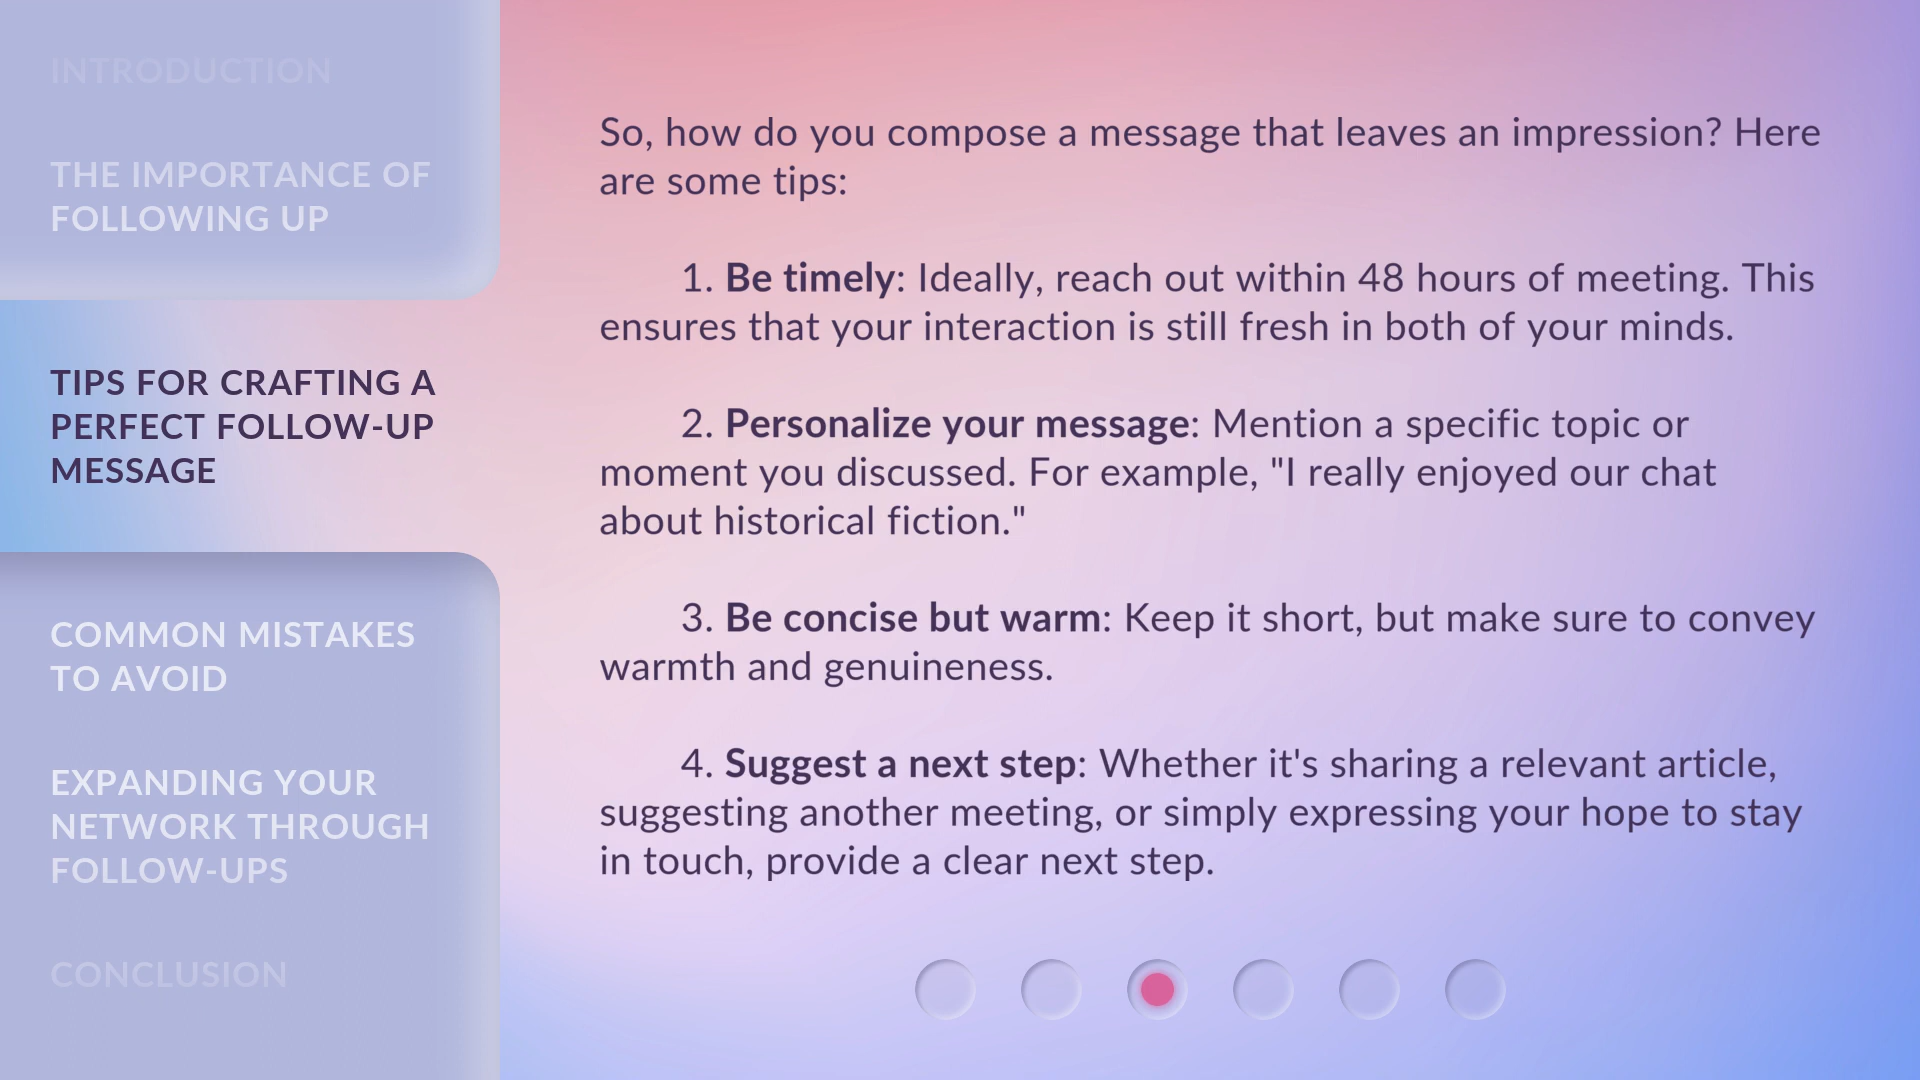 INTRODUCTION
THE IMPORTANCE OF
FOLLOWING UP
TIPS FOR CRAFTING A
PERFECT FOLLOW-UP
MESSAGE
COMMON MISTAKES
TO AVOID
EXPANDING YOUR
NETWORK THROUGH
FOLLOW-UPS
CONCLUSION
So, how do you compose a message that leaves an impression? Here
are some tips:
1. Be timely: Ideally, reach out within 48 hours of meeting. This
ensures that your interaction is still fresh in both of your minds.
2. Personalize your message: Mention a specific topic or
moment you discussed. For example, "I really enjoyed our chat
about historical fiction."
3. Be concise but warm: Keep it short, but make sure to convey
warmth and genuineness.
4. Suggest a next step: Whether it's sharing a relevant article,
suggesting another meeting, or simply expressing your hope to stay
in touch, provide a clear next step.